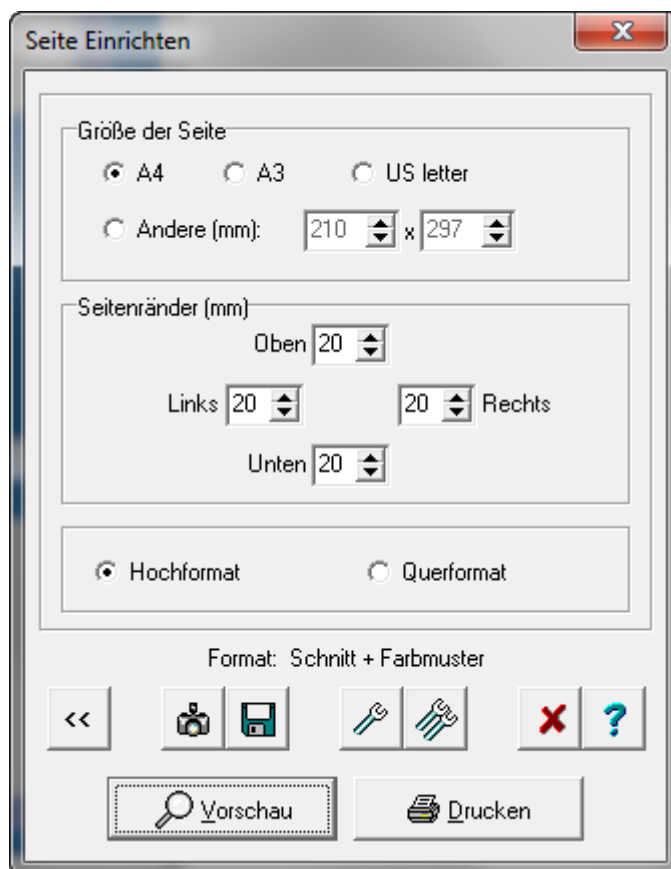 Seite Einrichten
Größe der Seite
A4 A3 US letter
Andere (mm): 210 x 297
Seitenränder (mm)
Oben 20
Links 20 20 Rechts
Unten 20
Hochformat Querformat
Format: Schnitt + Farbmuster
<< ?
Vorschau Drucken